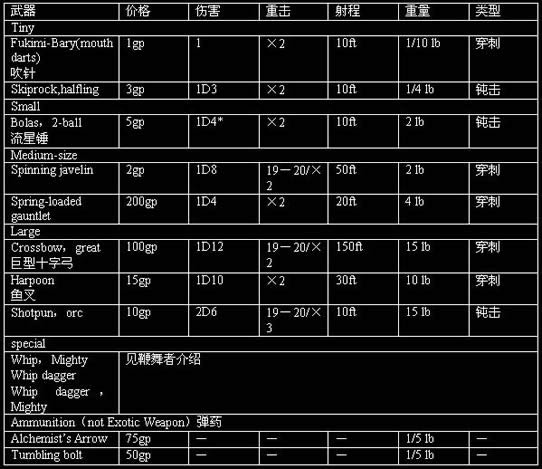 武器 价格 伤害 重击 射程 重量 类型
Tiny
Fukimi-Bary(mouth darts) 1gp 1 ×2 10ft 1/10 lb 穿刺
吹针
Skiprock,halfling 3gp 1D3 ×2 10ft 1/4 lb 钝击
Small
Bolas，2-ball 5gp 1D4* ×2 10ft 2 lb 钝击
流星锤
Medium-size
Spinning javelin 2gp 1D8 19－20/×2 50ft 2 lb 穿刺
Spring-loaded gauntlet 200gp 1D4 ×2 20ft 4 lb 穿刺
Large
Crossbow，great 100gp 1D12 19－20/×2 150ft 15 lb 穿刺
巨型十字弓
Harpoon 15gp 1D10 ×2 30ft 10 lb 穿刺
鱼叉
Shotpun，orc 10gp 2D6 19－20/×3 10ft 15 lb 钝击
special
Whip，Mighty 见鞭舞者介绍
Whip dagger
Whip dagger，Mighty
Ammunition（not Exotic Weapon）弹药
Alchemist's Arrow 75gp － － － 1/5 lb －
Tumbling bolt 50gp － － － 1/5 lb －